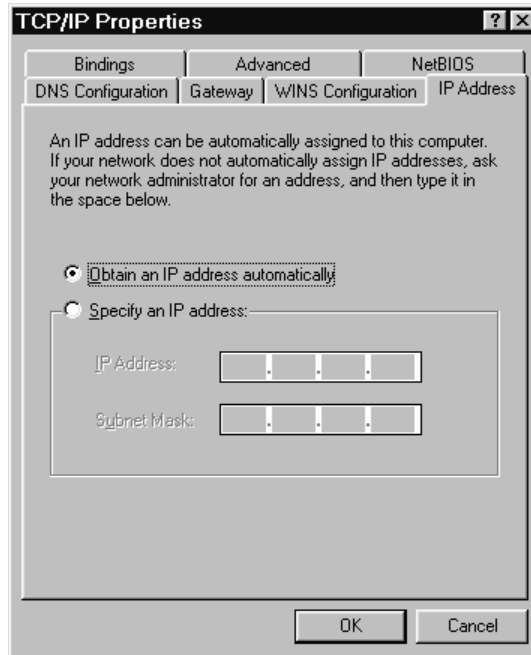 TCP/IP Properties
? X
Bindings Advanced NetBIOS
DNS Configuration Gateway WINS Configuration IP Address
An IP address can be automatically assigned to this computer.
If your network does not automatically assign IP addresses, ask
your network administrator for an address, and then type it in
the space below.
Obtain an IP address automatically
Specify an IP address:
IP Address:
. . .
Subnet Mask:
. . .
OK Cancel